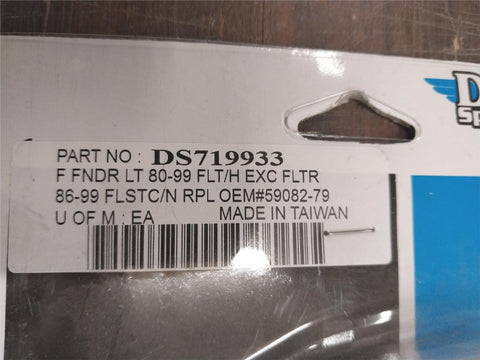 PART NO : DS719933
F FNDR LT 80-99 FLT/H EXC FLTR
86-99 FLSTC/N RPL OEM#59082-79
U OF M : EA MADE IN TAIWAN